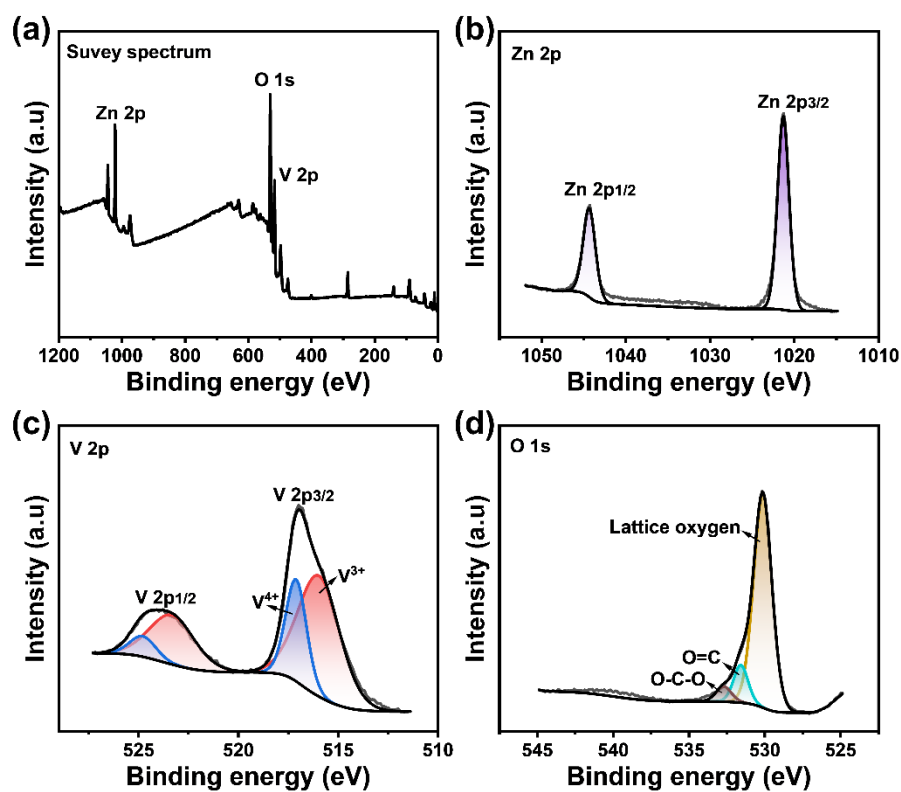 (a)
Suvey spectrum
Zn 2p
O 1s
V 2p
Intensity (a.u)
1200 1000 800 600 400 200 0
Binding energy (eV)
(b)
Zn 2p
Zn 2p3/2
Zn 2p1/2
Intensity (a.u)
1050 1040 1030 1020 1010
Binding energy (eV)
(c)
V 2p
V 2p3/2
V 2p1/2
V⁴⁺
V³⁺
Intensity (a.u)
525 520 515 510
Binding energy (eV)
(d)
O 1s
Lattice oxygen
O=C
O-C-O
Intensity (a.u)
545 540 535 530 525
Binding energy (eV)